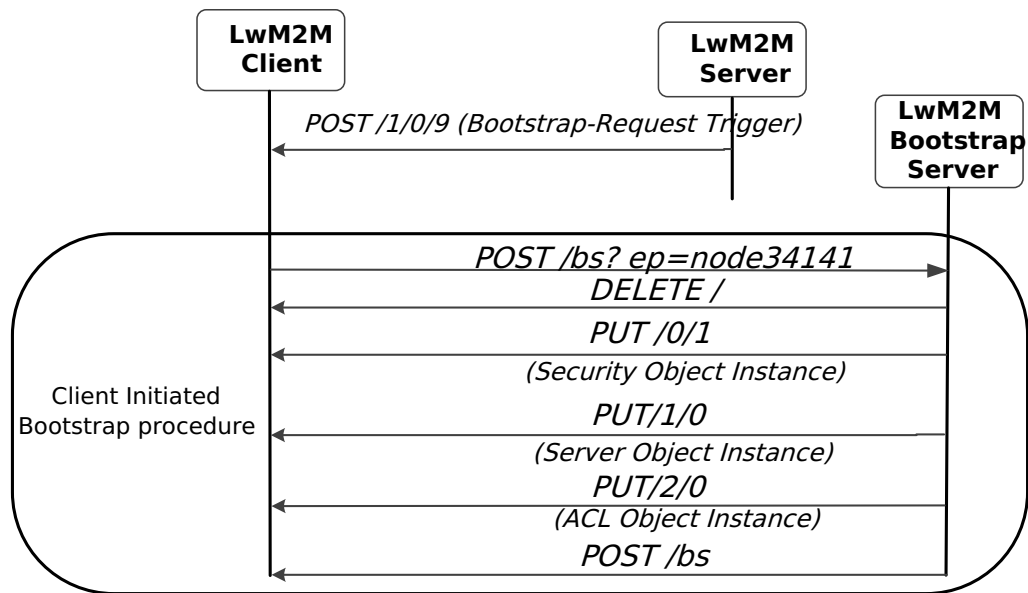 LwM2M
Client
LwM2M
Server
LwM2M
Bootstrap
Server
POST /1/0/9 (Bootstrap-Request Trigger)
POST /bs? ep=node34141
DELETE /
PUT /0/1
(Security Object Instance)
Client Initiated
Bootstrap procedure
PUT/1/0
(Server Object Instance)
PUT/2/0
(ACL Object Instance)
POST /bs